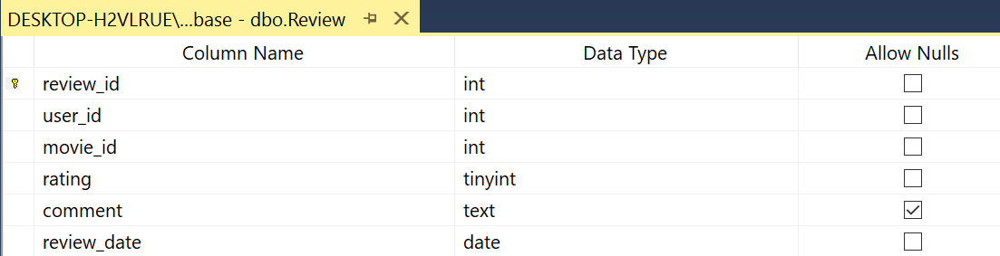 DESKTOP-H2VLRUE\...base - dbo.Review
Column Name Data Type Allow Nulls
review_id int
user_id int
movie_id int
rating tinyint
comment text
review_date date